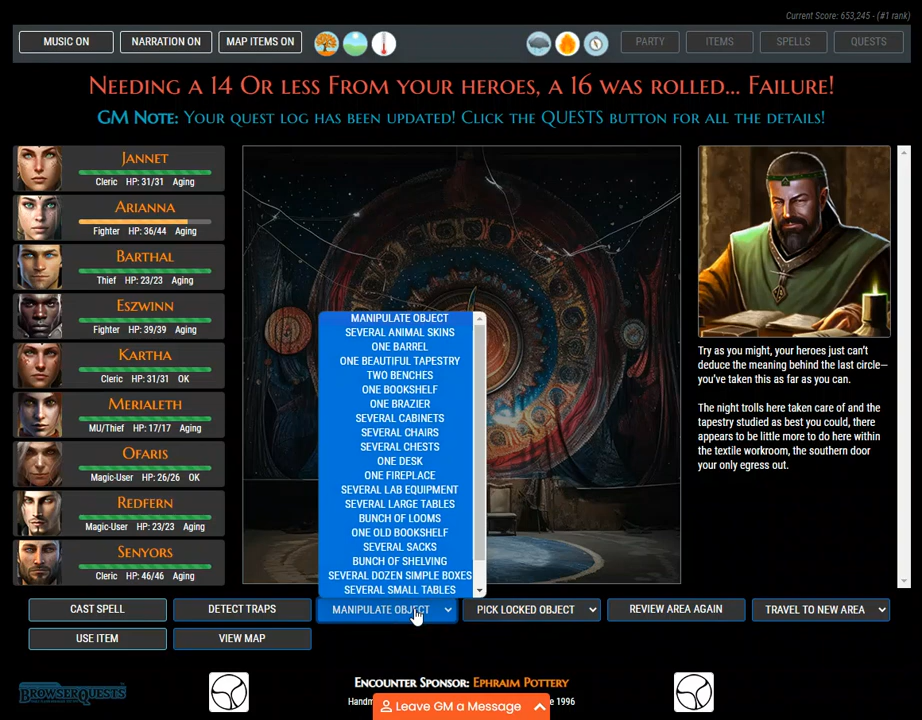 Current Score: 653,245 - (#1 rank)
MUSIC ON
NARRATION ON
MAP ITEMS ON
PARTY
ITEMS
SPELLS
QUESTS
Needing a 14 Or less From your heroes, a 16 was rolled... Failure!
GM Note: Your quest log has been updated! Click the QUESTS button for all the details!
Jannet
Cleric HP: 31/31 Aging
Arianna
Fighter HP: 36/44 Aging
Barthal
Thief HP: 23/23 Aging
Eszwinn
Fighter HP: 39/39 Aging
Kartha
Cleric HP: 31/31 OK
Merialeth
MU/Thief HP: 17/17 Aging
Ofaris
Magic-User HP: 26/26 OK
Redfern
Magic-User HP: 23/23 Aging
Senyors
Cleric HP: 46/46 Aging
MANIPULATE OBJECT
SEVERAL ANIMAL SKINS
ONE BARREL
ONE BEAUTIFUL TAPESTRY
TWO BENCHES
ONE BOOKSHELF
ONE BRAZIER
SEVERAL CABINETS
SEVERAL CHAIRS
SEVERAL CHESTS
ONE DESK
ONE FIREPLACE
SEVERAL LAB EQUIPMENT
SEVERAL LARGE TABLES
BUNCH OF LOOMS
ONE OLD BOOKSHELF
SEVERAL SACKS
BUNCH OF SHELVING
SEVERAL DOZEN SIMPLE BOXES
SEVERAL SMALL TABLES
Try as you might, your heroes just can't
deduce the meaning behind the last circle—
you've taken this as far as you can.
The night trolls here taken care of and the
tapestry studied as best you could, there
appears to be little more to do here within
the textile workroom, the southern door
your only egress out.
CAST SPELL
DETECT TRAPS
MANIPULATE OBJECT
PICK LOCKED OBJECT
REVIEW AREA AGAIN
TRAVEL TO NEW AREA
USE ITEM
VIEW MAP
BrowserQuests
Encounter Sponsor: Ephraim Pottery
Leave GM a Message
e 1996